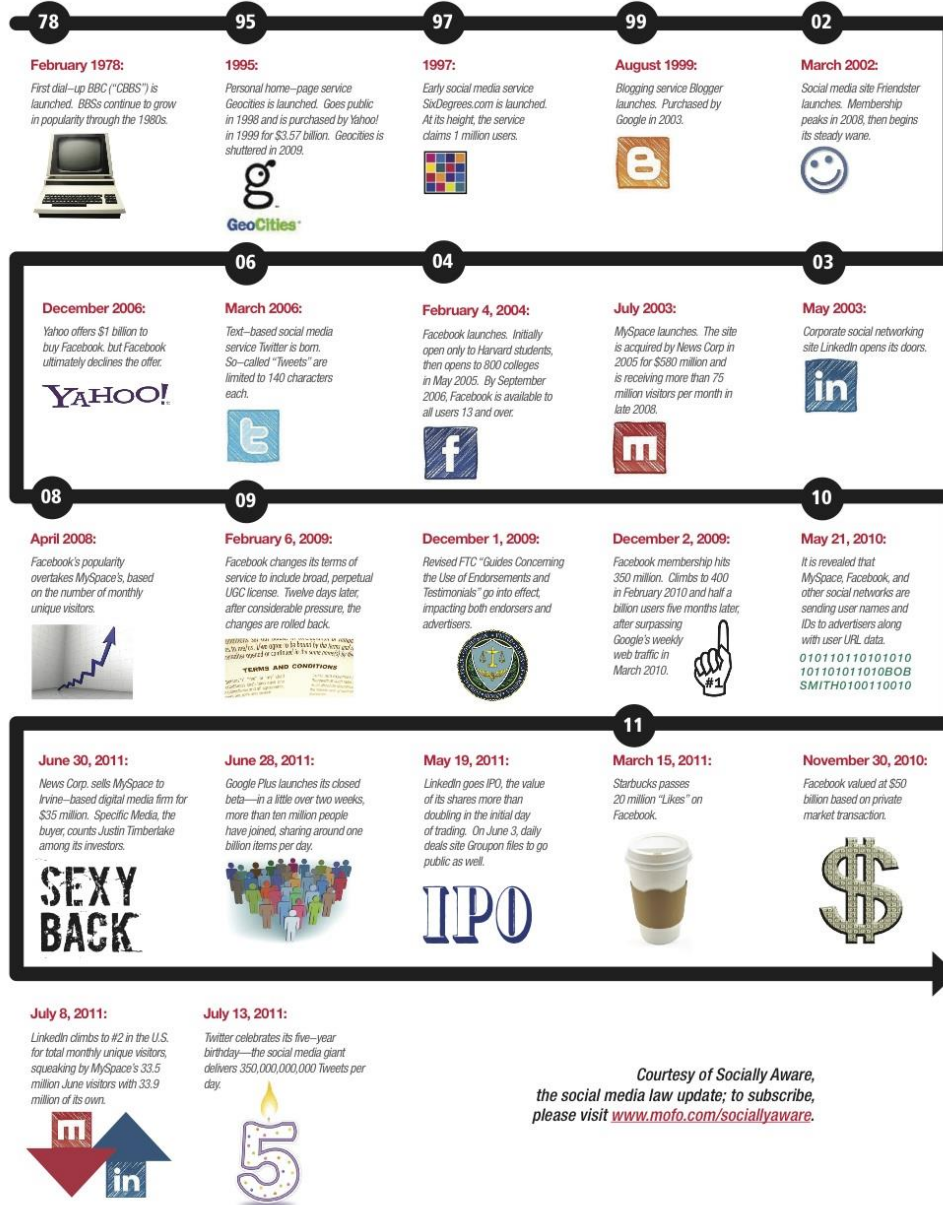 78
95
97
99
02
February 1978:
First dial–up BBC (“CBBS”) is
launched. BBSs continue to grow
in popularity through the 1980s.
1995:
Personal home–page service
Geocities is launched. Goes public
in 1998 and is purchased by Yahoo!
in 1999 for $3.57 billion. Geocities is
shuttered in 2009.
g
GeoCities
1997:
Early social media service
SixDegrees.com is launched.
At its height, the service
claims 1 million users.
August 1999:
Blogging service Blogger
launches. Purchased by
Google in 2003.
B
March 2002:
Social media site Friendster
launches. Membership
peaks in 2008, then begins
its steady wane.
06
04
03
December 2006:
Yahoo offers $1 billion to
buy Facebook. but Facebook
ultimately declines the offer.
YAHOO!
March 2006:
Text–based social media
service Twitter is born.
So–called “Tweets” are
limited to 140 characters
each.
t
February 4, 2004:
Facebook launches. Initially
open only to Harvard students,
then opens to 800 colleges
in May 2005. By September
2006, Facebook is available to
all users 13 and over.
f
July 2003:
MySpace launches. The site
is acquired by News Corp in
2005 for $580 million and
is receiving more than 75
million visitors per month in
late 2008.
m
May 2003:
Corporate social networking
site LinkedIn opens its doors.
in
08
09
10
April 2008:
Facebook’s popularity
overtakes MySpace’s, based
on the number of monthly
unique visitors.
February 6, 2009:
Facebook changes its terms of
service to include broad, perpetual
UGC license. Twelve days later,
after considerable pressure, the
changes are rolled back.
TERMS AND CONDITIONS
December 1, 2009:
Revised FTC “Guides Concerning
the Use of Endorsements and
Testimonials” go into effect,
impacting both endorsers and
advertisers.
December 2, 2009:
Facebook membership hits
350 million. Climbs to 400
in February 2010 and half a
billion users five months later,
after surpassing
Google’s weekly
web traffic in
March 2010.
#1
May 21, 2010:
It is revealed that
MySpace, Facebook, and
other social networks are
sending user names and
IDs to advertisers along
with user URL data.
010110110101010
101101011010BOB
SMITH0100110010
11
June 30, 2011:
News Corp. sells MySpace to
Irvine–based digital media firm for
$35 million. Specific Media, the
buyer, counts Justin Timberlake
among its investors.
SEXY
BACK
June 28, 2011:
Google Plus launches its closed
beta—in a little over two weeks,
more than ten million people
have joined, sharing around one
billion items per day.
May 19, 2011:
LinkedIn goes IPO, the value
of its shares more than
doubling in the initial day
of trading. On June 3, daily
deals site Groupon files to go
public as well.
IPO
March 15, 2011:
Starbucks passes
20 million “Likes” on
Facebook.
November 30, 2010:
Facebook valued at $50
billion based on private
market transaction.
$
July 8, 2011:
LinkedIn climbs to #2 in the U.S.
for total monthly unique visitors,
squeaking by MySpace’s 33.5
million June visitors with 33.9
million of its own.
m
in
July 13, 2011:
Twitter celebrates its five–year
birthday—the social media giant
delivers 350,000,000,000 Tweets per
day.
5
Courtesy of Socially Aware,
the social media law update; to subscribe,
please visit www.mofo.com/sociallyaware.